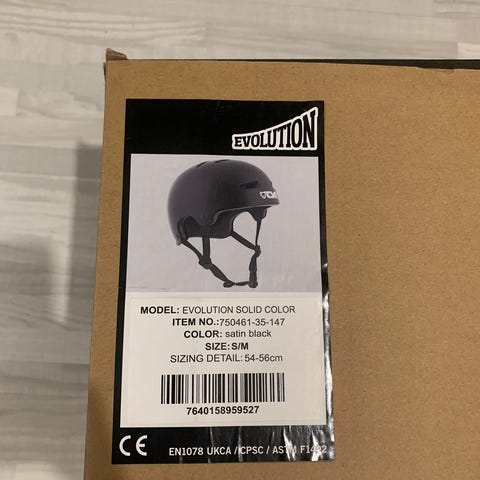 EVOLUTION
TSG
MODEL: EVOLUTION SOLID COLOR
ITEM NO.:750461-35-147
COLOR: satin black
SIZE: S/M
SIZING DETAIL: 54-56cm
7640158959527
CE
EN1078 UKCA / CPSC / ASTM F1492